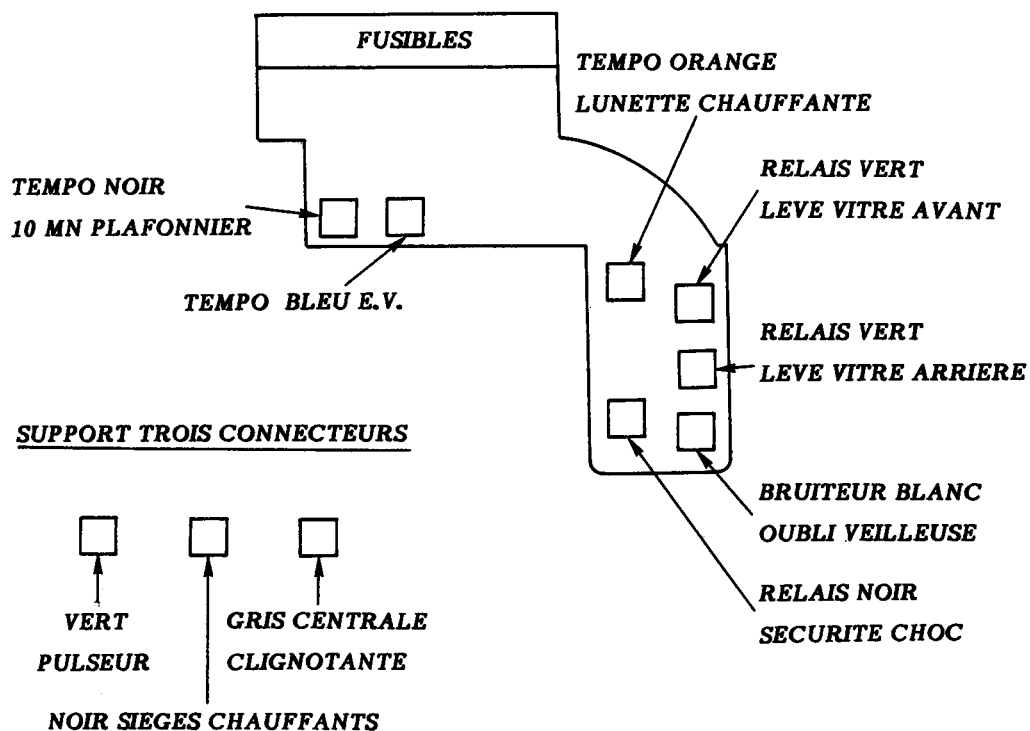 FUSIBLES
TEMPO ORANGE
LUNETTE CHAUFFANTE
RELAIS VERT
LEVE VITRE AVANT
TEMPO NOIR
10 MN PLAFONNIER
TEMPO BLEU E.V.
RELAIS VERT
LEVE VITRE ARRIERE
SUPPORT TROIS CONNECTEURS
BRUITEUR BLANC
OUBLI VEILLEUSE
RELAIS NOIR
SECURITE CHOC
VERT
PULSEUR
GRIS CENTRALE
CLIGNOTANTE
NOIR SIEGES CHAUFFANTS